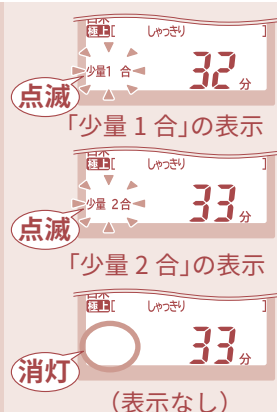 極上[ しゃっきり ]
少量1 合 32分
点滅
「少量 1 合」の表示
極上[ しゃっきり ]
少量 2合 33分
点滅
「少量 2 合」の表示
極上[ しゃっきり ]
33分
消灯
（表示なし）